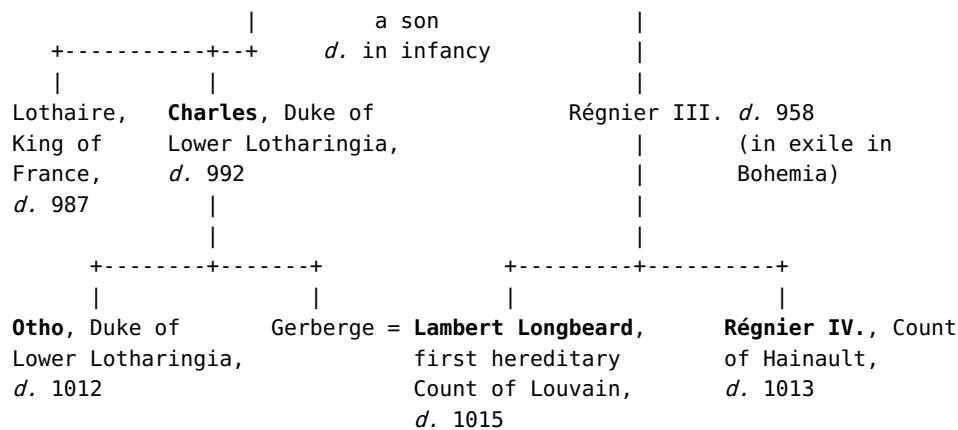 |         a son               |
   +-----------+--+     d. in infancy           |
   |           |                                 |
Lothaire,   Charles, Duke of             Régnier III. d. 958
King of     Lower Lotharingia,                   |       (in exile in
France,     d. 992                               |       Bohemia)
d. 987         |                                 |
               |                                 |
      +--------+-------+              +---------+----------+
      |                |              |                    |
Otho, Duke of       Gerberge = Lambert Longbeard,      Régnier IV., Count
Lower Lotharingia,             first hereditary        of Hainault,
d. 1012                        Count of Louvain,       d. 1013
                               d. 1015